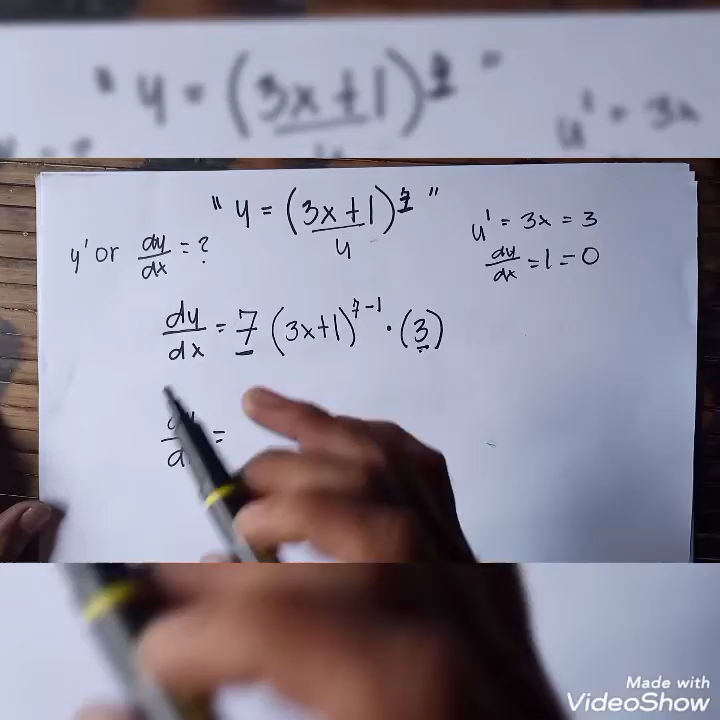 " y = (3x+1)⁷ "
u
u' = 3x = 3
y' or dy/dx = ?
dy/dx = 1 = 0
dy/dx = 7 (3x+1)⁷⁻¹ · (3)
=
Made with
VideoShow